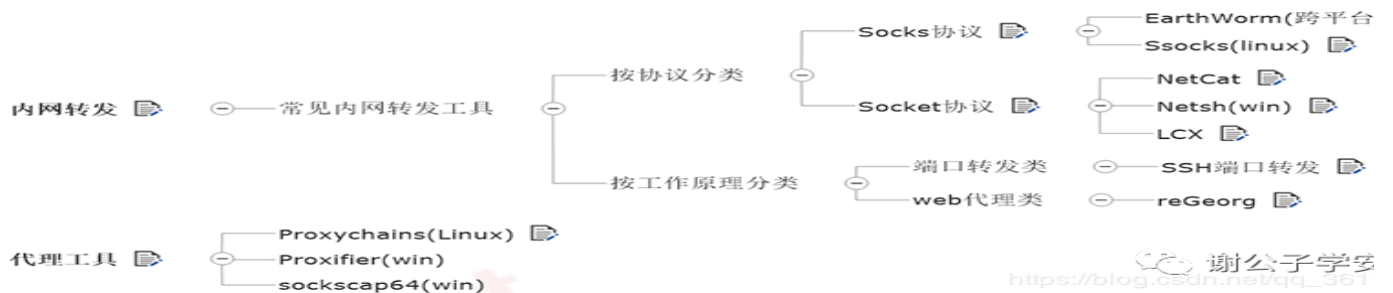 内网转发
常见内网转发工具
按协议分类
Socks协议
EarthWorm(跨平台
Ssocks(linux)
Socket协议
NetCat
Netsh(win)
LCX
按工作原理分类
端口转发类
SSH端口转发
web代理类
reGeorg
代理工具
Proxychains(Linux)
Proxifier(win)
sockscap64(win)
谢公子学安
https://blog.csdn.net/qq_361